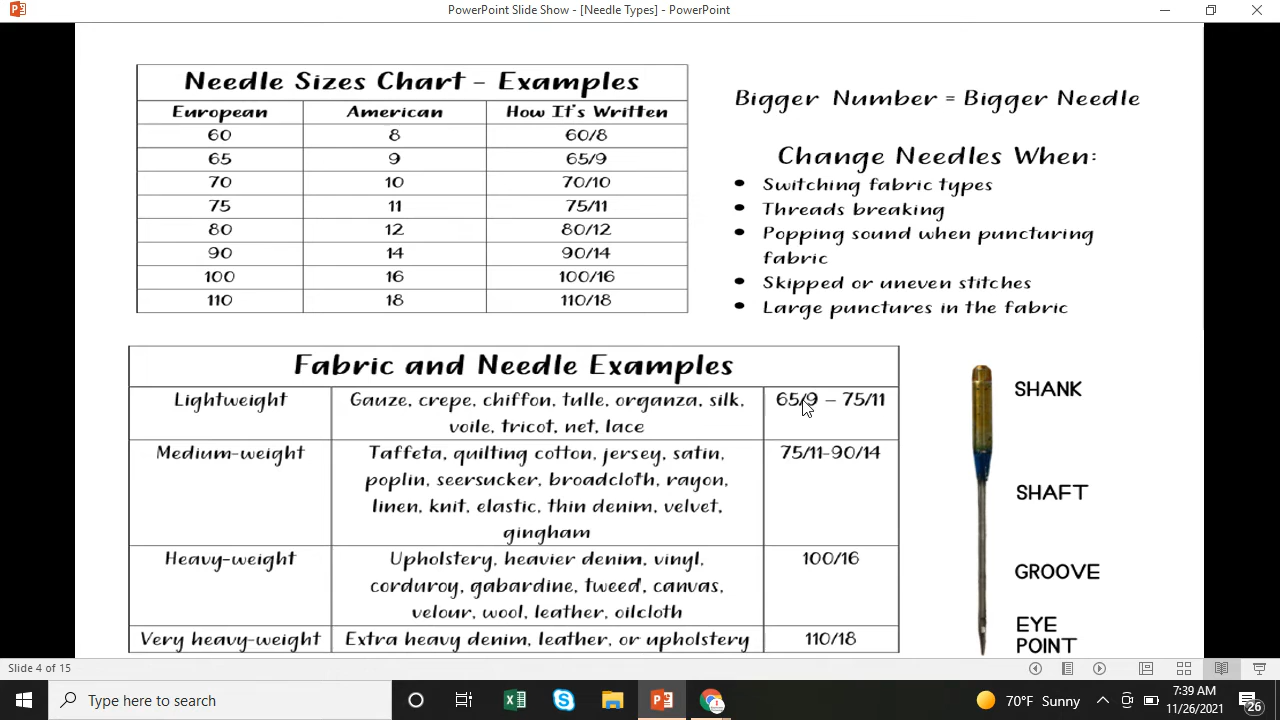 PowerPoint Slide Show - [Needle Types] - PowerPoint
Needle Sizes Chart - Examples
European American How It's Written
60 8 60/8
65 9 65/9
70 10 70/10
75 11 75/11
80 12 80/12
90 14 90/14
100 16 100/16
110 18 110/18
Bigger Number = Bigger Needle
Change Needles When:
• Switching fabric types
• Threads breaking
• Popping sound when puncturing
fabric
• Skipped or uneven stitches
• Large punctures in the fabric
Fabric and Needle Examples
Lightweight Gauze, crepe, chiffon, tulle, organza, silk, 65/9 – 75/11
voile, tricot, net, lace
Medium-weight Taffeta, quilting cotton, jersey, satin, 75/11-90/14
poplin, seersucker, broadcloth, rayon,
linen, knit, elastic, thin denim, velvet,
gingham
Heavy-weight Upholstery, heavier denim, vinyl, 100/16
corduroy, gabardine, tweed, canvas,
velour, wool, leather, oilcloth
Very heavy-weight Extra heavy denim, leather, or upholstery 110/18
SHANK
SHAFT
GROOVE
EYE
POINT
Slide 4 of 15
Type here to search
70°F Sunny
7:39 AM
11/26/2021
26